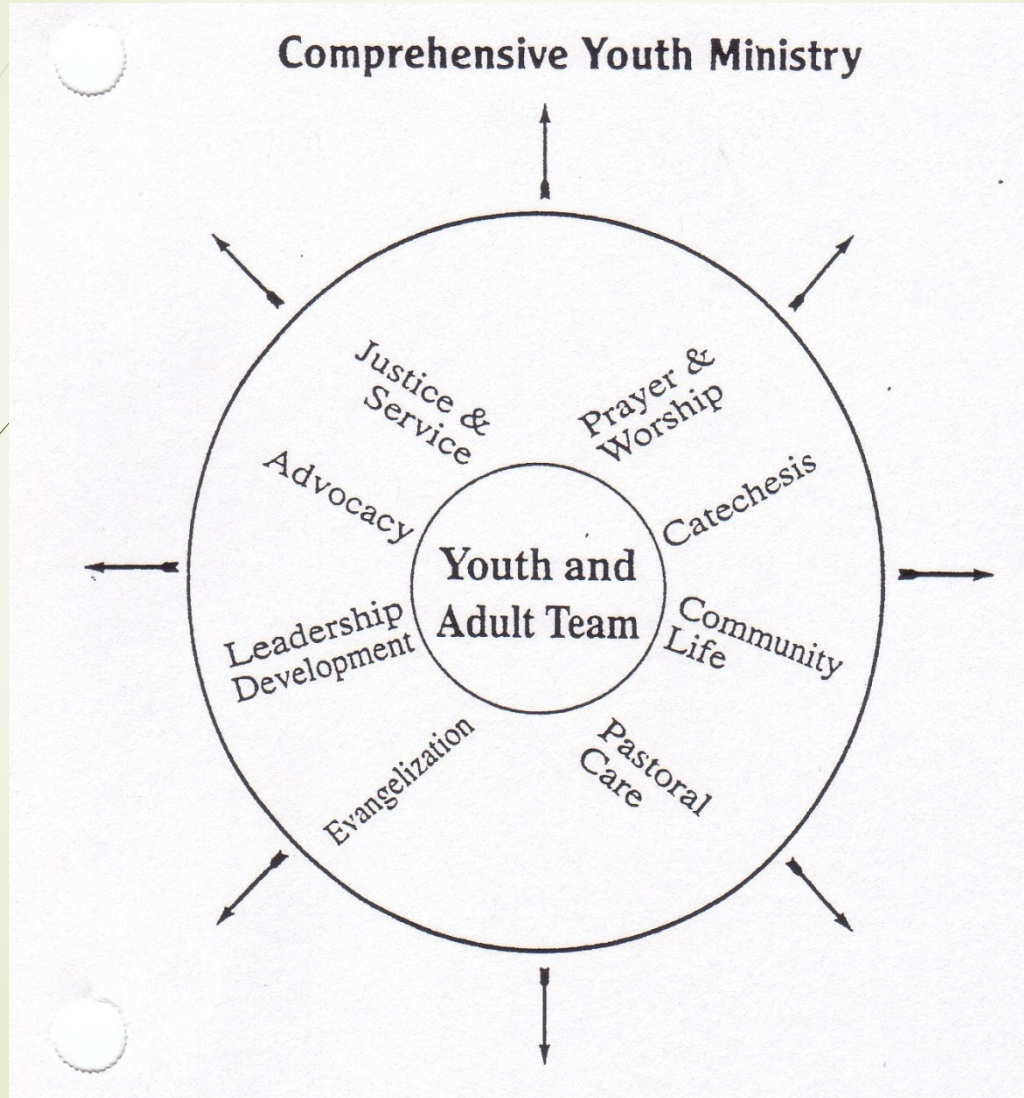 Comprehensive Youth Ministry
Justice &
Service
Prayer &
Worship
Advocacy
Catechesis
Youth and
Adult Team
Leadership
Development
Community
Life
Evangelization
Pastoral
Care